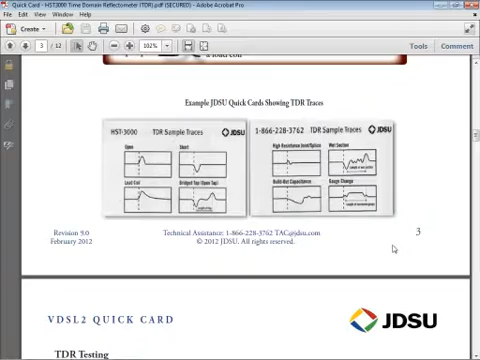 Quick Card - HST2000 Time Domain Reflectometer (TDR).pdf (SECURED) - Adobe Acrobat Pro
File Edit View Window Help
Create
3 / 12
102%
Tools
Comment
a load coil
Example JDSU Quick Cards Showing TDR Traces
HST-3000 TDR Sample Traces JDSU
Open Short
Load Coil Bridged Tap (Open Tap)
1-866-228-3762 TDR Sample Traces JDSU
High Resistance Joint/Splice Wet Section
Build-Out Capacitance Gauge Change
Revision 9.0
February 2012
Technical Assistance: 1-866-228-3762 TAC@jdsu.com
© 2012 JDSU. All rights reserved.
3
VDSL2 QUICK CARD
JDSU
TDR Testing